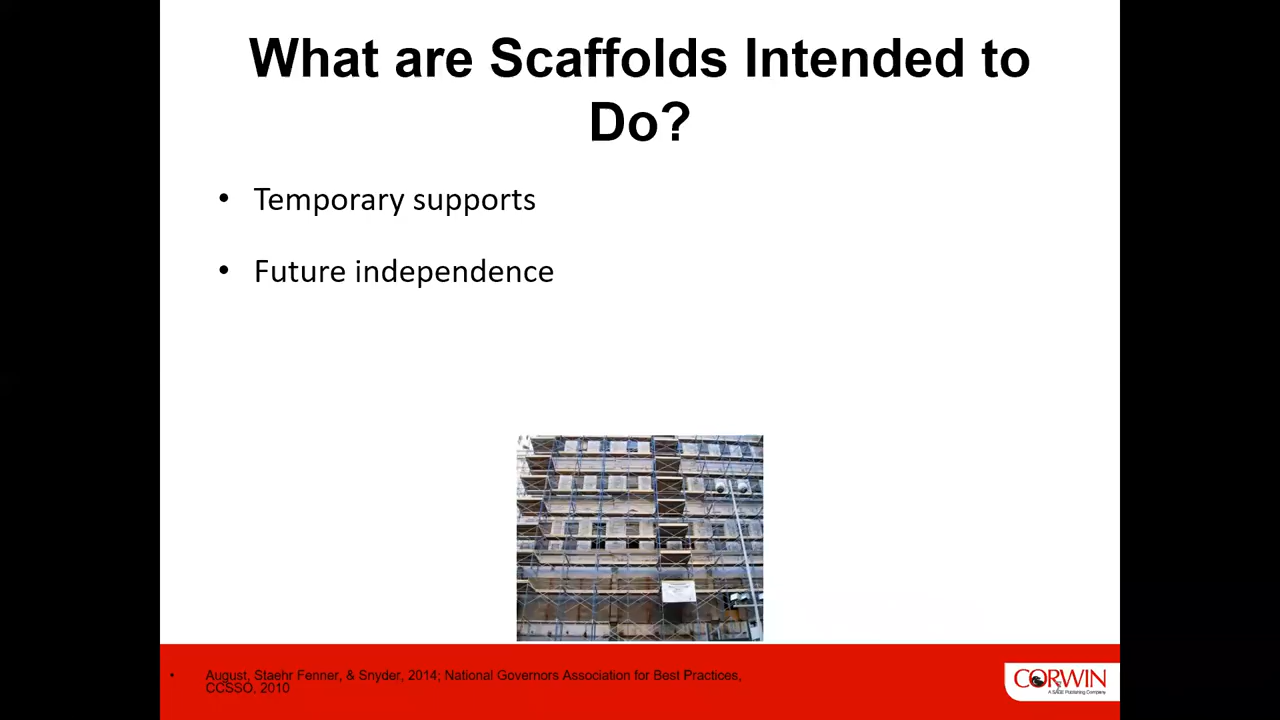 What are Scaffolds Intended to
Do?
• Temporary supports
• Future independence
• August, Staehr Fenner, & Snyder, 2014; National Governors Association for Best Practices,
CCSSO, 2010
CORWIN
A SAGE Publishing Company